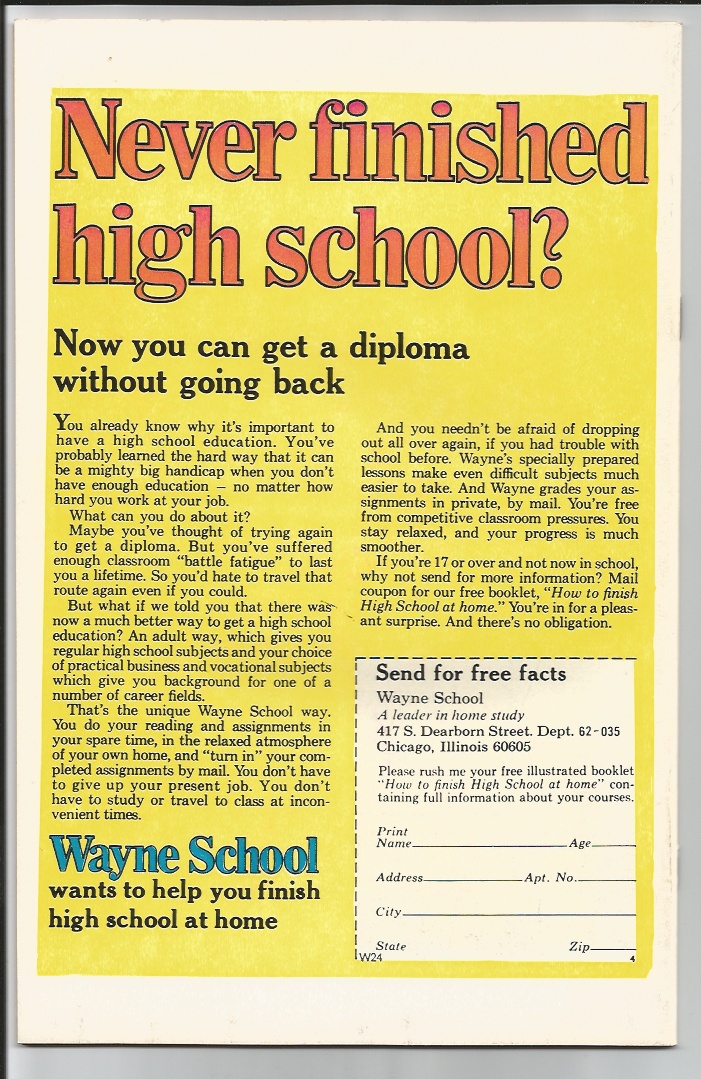 Never finished
high school?
Now you can get a diploma
without going back
You already know why it's important to
have a high school education. You've
probably learned the hard way that it can
be a mighty big handicap when you don't
have enough education – no matter how
hard you work at your job.
What can you do about it?
Maybe you've thought of trying again
to get a diploma. But you've suffered
enough classroom “battle fatigue” to last
you a lifetime. So you'd hate to travel that
route again even if you could.
But what if we told you that there was
now a much better way to get a high school
education? An adult way, which gives you
regular high school subjects and your choice
of practical business and vocational subjects
which give you background for one of a
number of career fields.
That's the unique Wayne School way.
You do your reading and assignments in
your spare time, in the relaxed atmosphere
of your own home, and “turn in” your com-
pleted assignments by mail. You don't have
to give up your present job. You don't
have to study or travel to class at incon-
venient times.
Wayne School
wants to help you finish
high school at home
And you needn't be afraid of dropping
out all over again, if you had trouble with
school before. Wayne's specially prepared
lessons make even difficult subjects much
easier to take. And Wayne grades your as-
signments in private, by mail. You're free
from competitive classroom pressures. You
stay relaxed, and your progress is much
smoother.
If you're 17 or over and not now in school,
why not send for more information? Mail
coupon for our free booklet, “How to finish
High School at home.” You're in for a pleas-
ant surprise. And there's no obligation.
Send for free facts
Wayne School
A leader in home study
417 S. Dearborn Street. Dept. 62-035
Chicago, Illinois 60605
Please rush me your free illustrated booklet
“How to finish High School at home” con-
taining full information about your courses.
Print
Name Age
Address Apt. No.
City
State Zip
W24 4